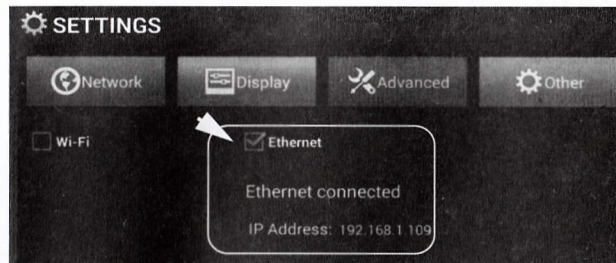 SETTINGS
Network Display Advanced Other
Wi-Fi Ethernet
Ethernet connected
IP Address: 192.168.1.109